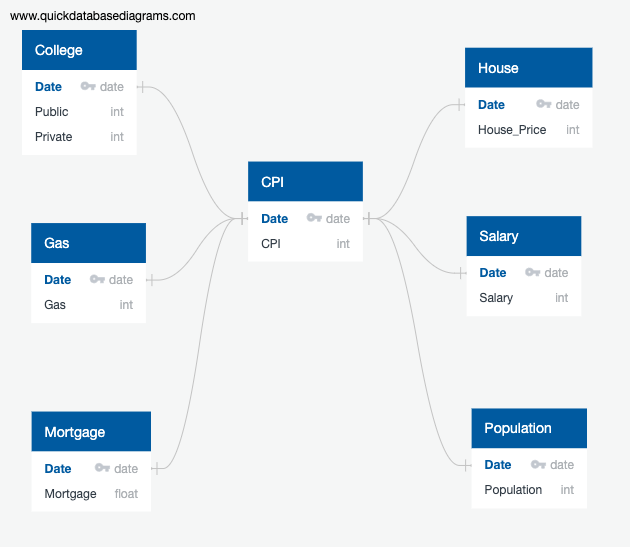 www.quickdatabasediagrams.com
College
Date date
Public int
Private int
House
Date date
House_Price int
CPI
Date date
CPI int
Gas
Date date
Gas int
Salary
Date date
Salary int
Mortgage
Date date
Mortgage float
Population
Date date
Population int